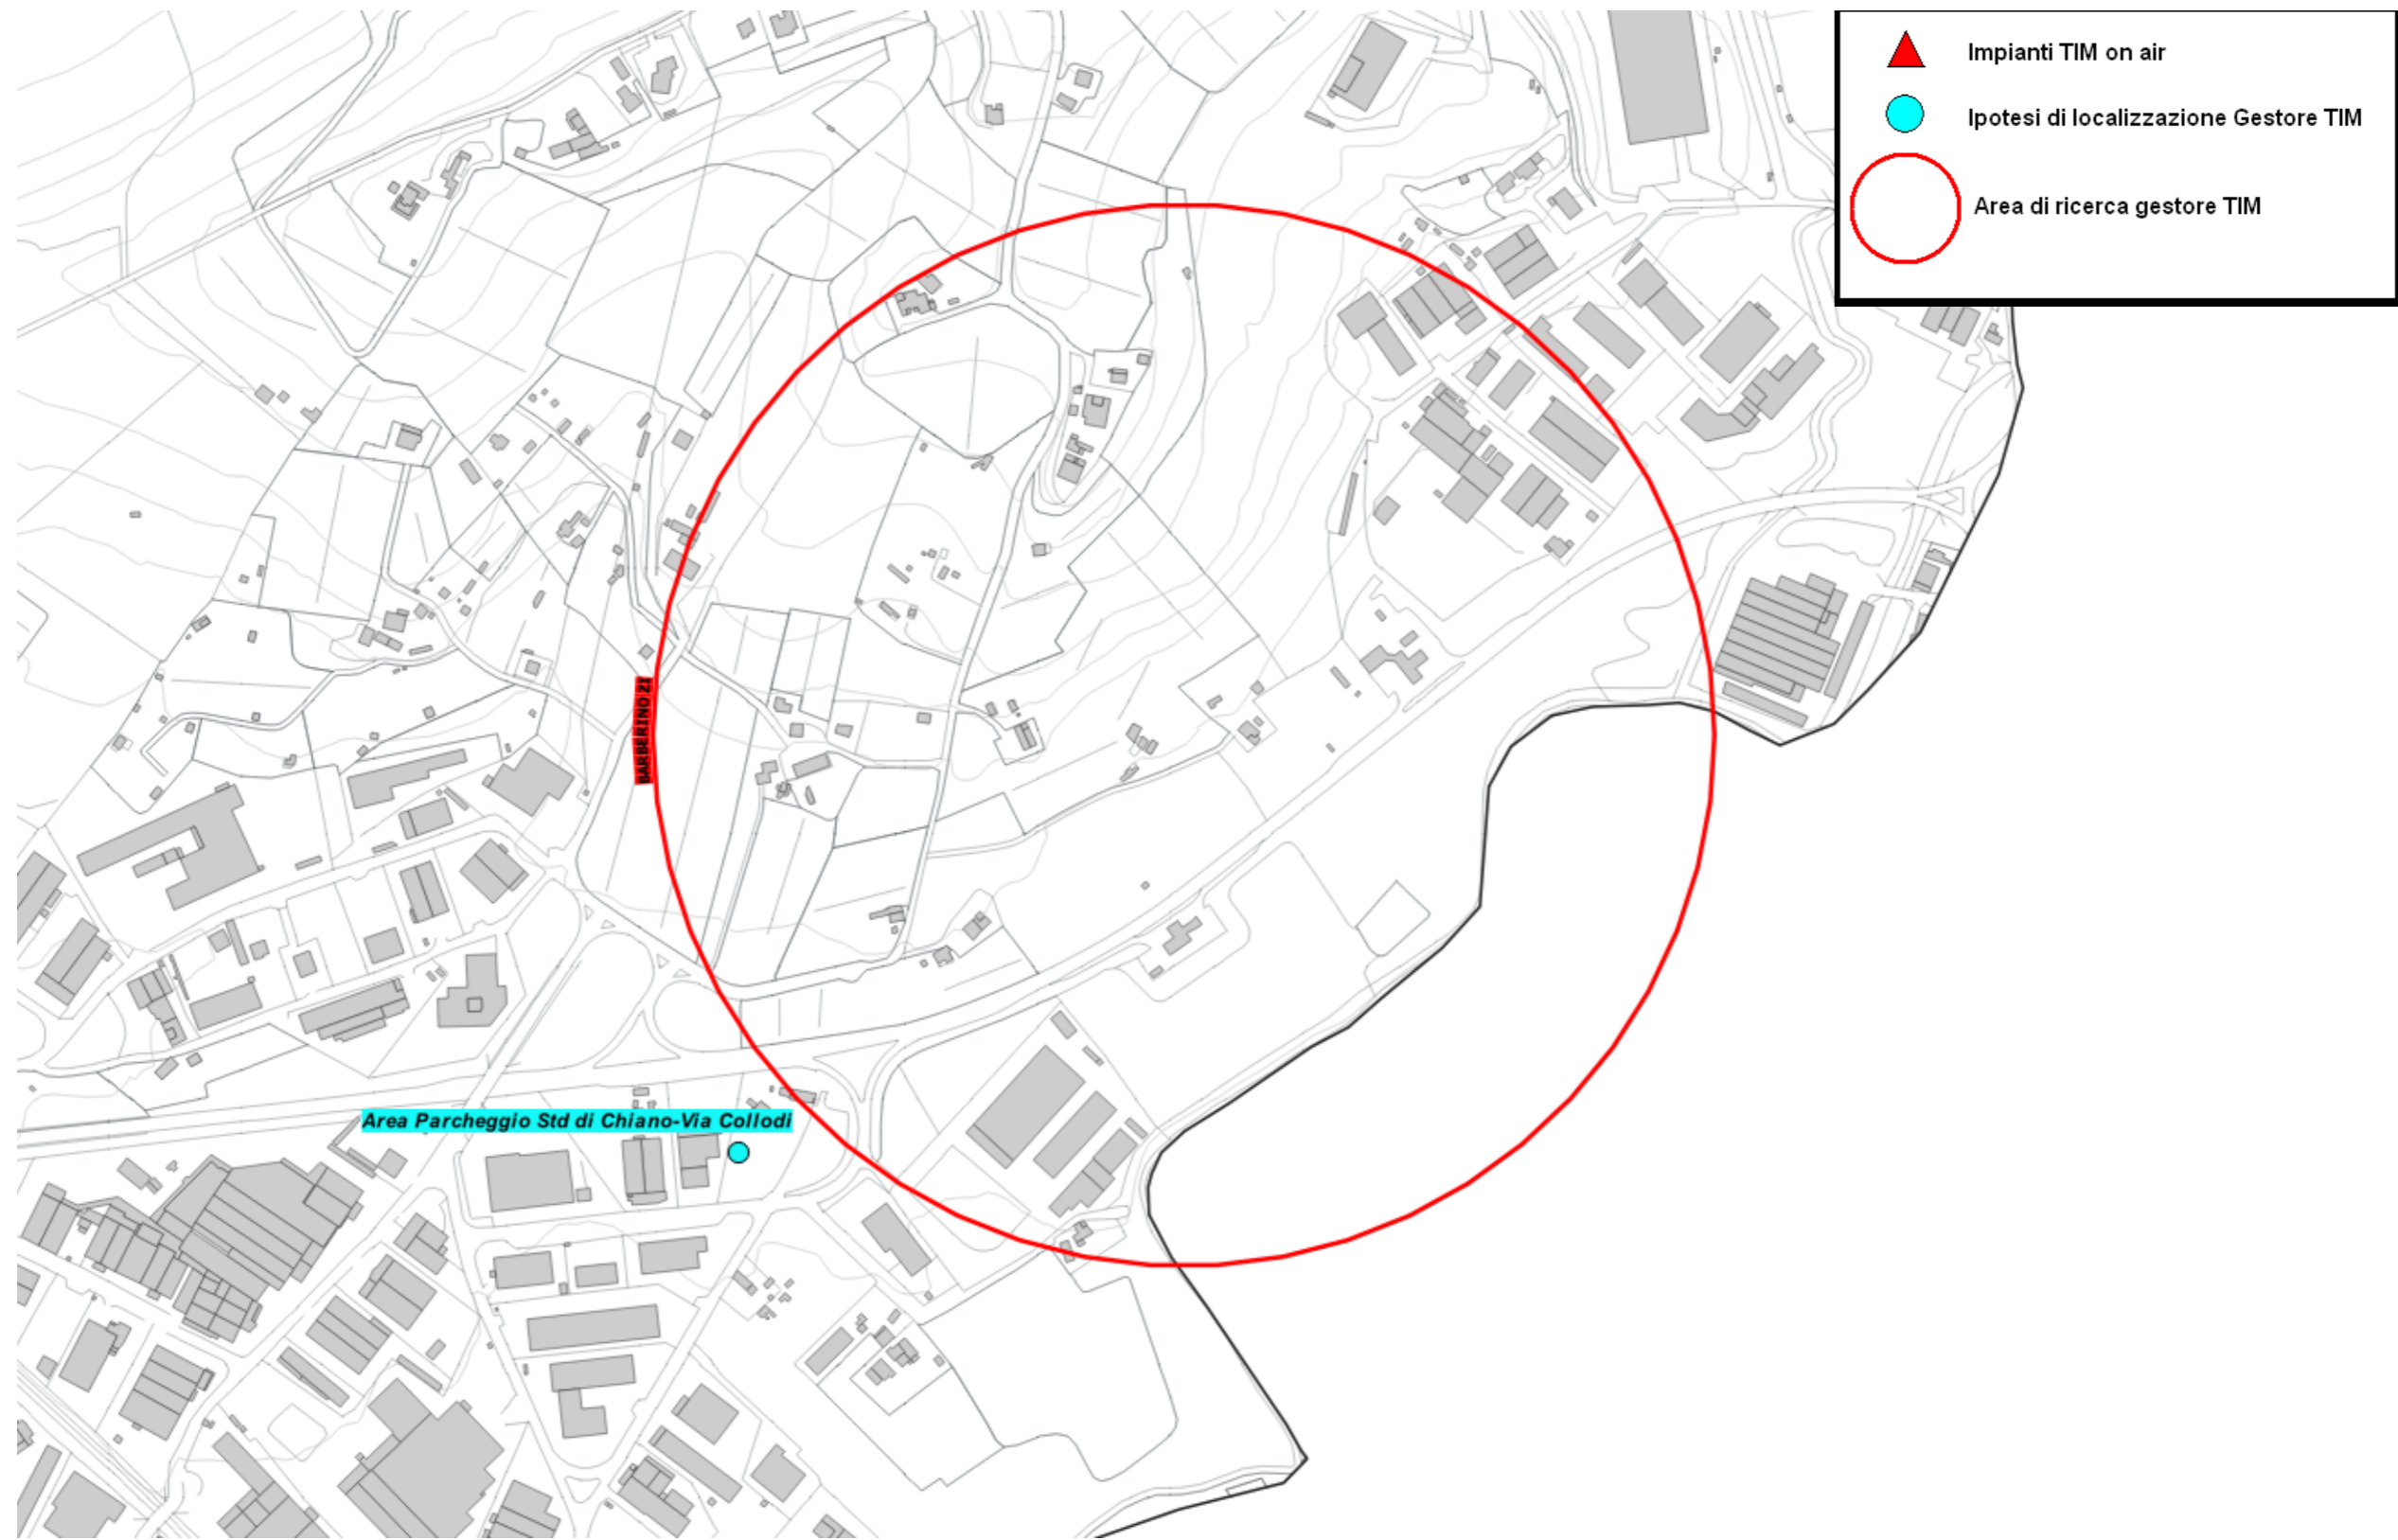 Impianti TIM on air
Ipotesi di localizzazione Gestore TIM
Area di ricerca gestore TIM
BARBERINO ZI
Area Parcheggio Std di Chiano-Via Collodi